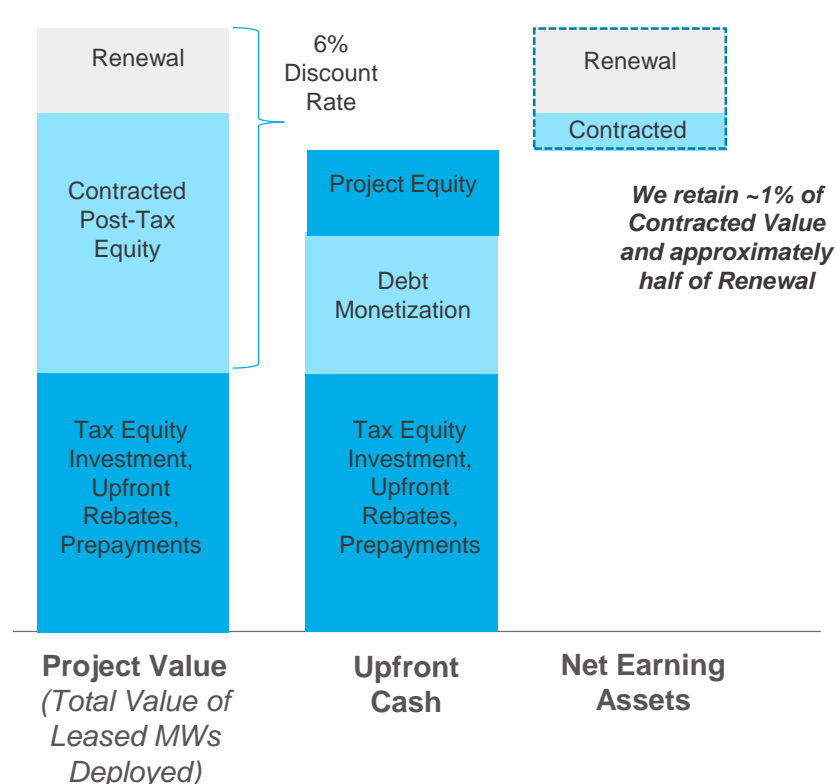 Renewal
6%
Discount
Rate
Contracted
Post-Tax
Equity
Tax Equity
Investment,
Upfront
Rebates,
Prepayments
Project Equity
Debt
Monetization
Tax Equity
Investment,
Upfront
Rebates,
Prepayments
Renewal
Contracted
We retain ~1% of
Contracted Value
and approximately
half of Renewal
Project Value
(Total Value of
Leased MWs
Deployed)
Upfront
Cash
Net Earning
Assets